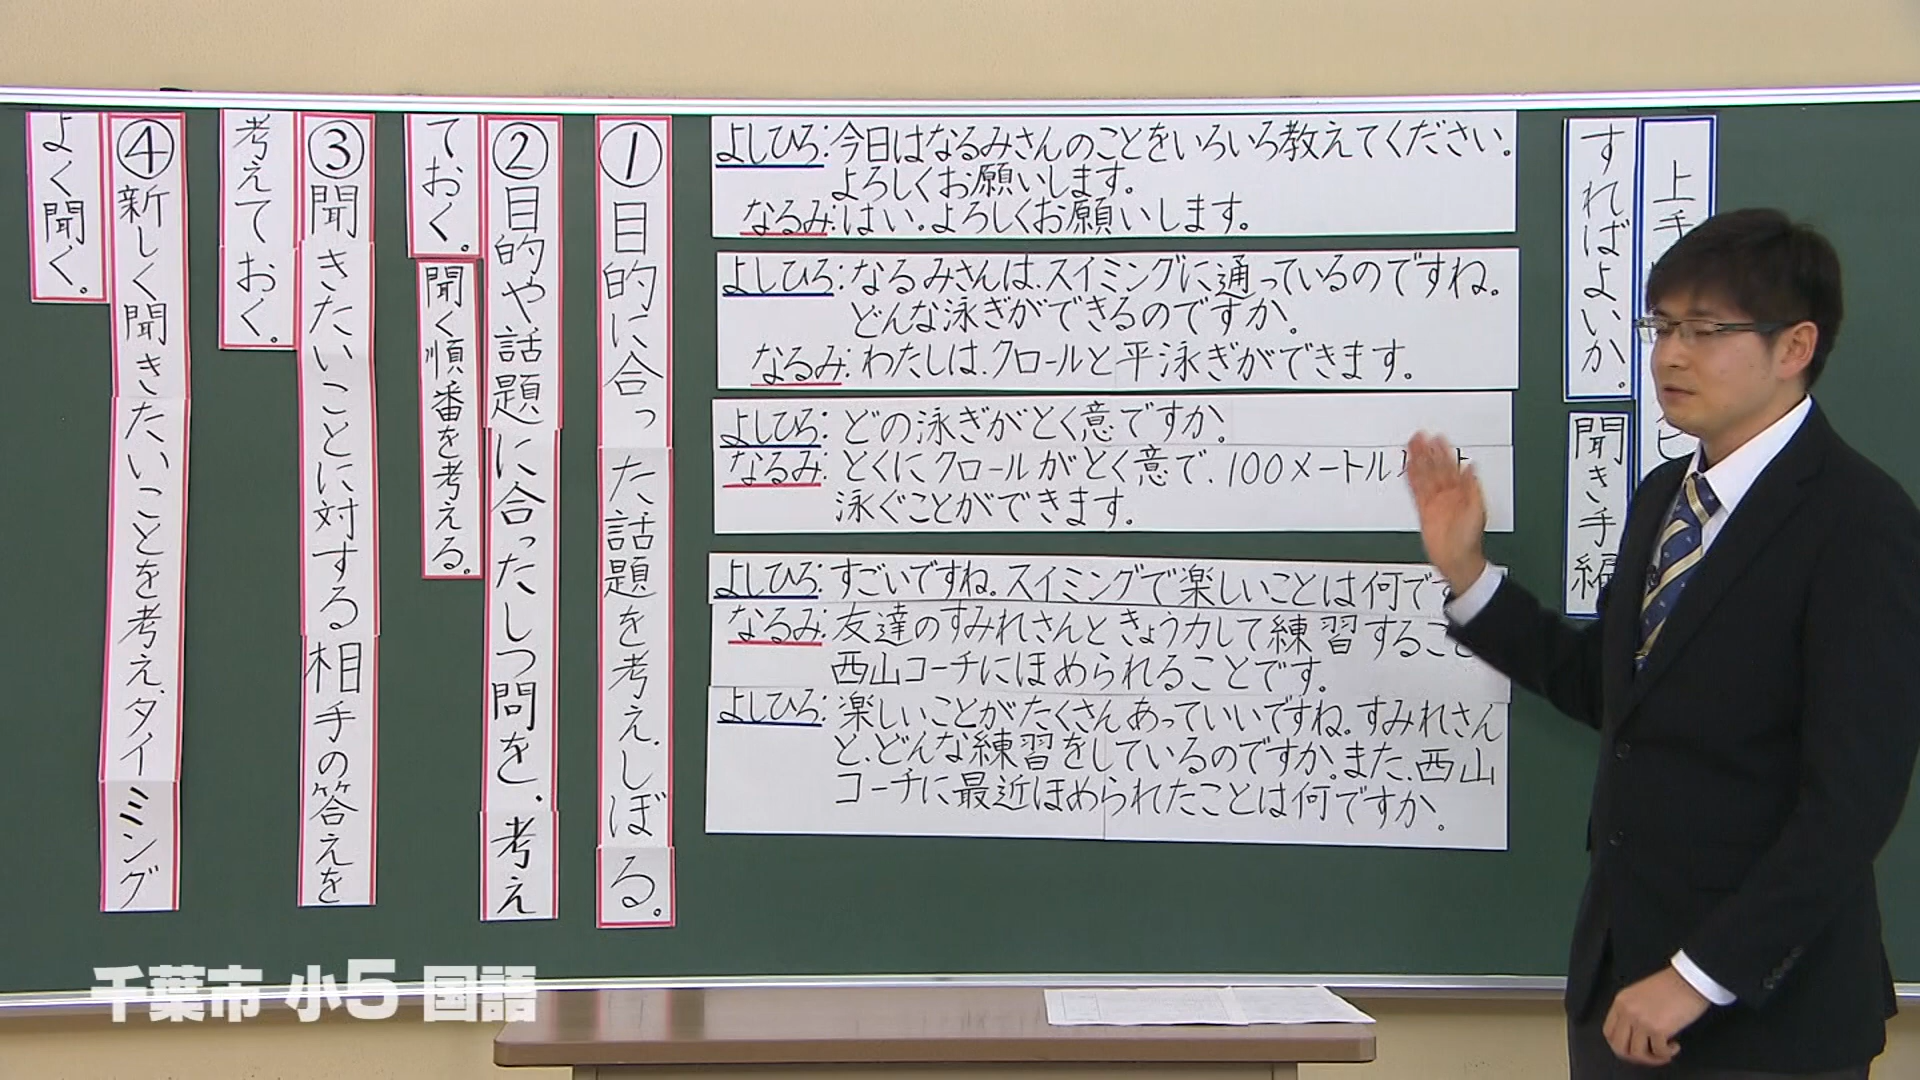 上手
すればよいか。
聞き手編
よしひろ:今日はなるみさんのことをいろいろ教えてください。
よろしくお願いします。
なるみ:はい。よろしくお願いします。
よしひろ:なるみさんは、スイミングに通っているのですね。
どんな泳ぎができるのですか。
なるみ:わたしは、クロールと平泳ぎができます。
よしひろ:どの泳ぎがとく意ですか。
なるみ:とくにクロールがとく意で、100メートル
泳ぐことができます。
よしひろ:すごいですね。スイミングで楽しいことは何です
なるみ:友達のすみれさんときょう力して練習すること
西山コーチにほめられることです。
よしひろ:楽しいことがたくさんあっていいですね。すみれさん
と、どんな練習をしているのですか。また、西山
コーチに最近ほめられたことは何ですか。
①目的に合った話題を考え、しぼる。
②目的や話題に合ったしつ問を、考え
ておく。
聞く順番を考える。
③聞きたいことに対する相手の答えを
考えておく。
④新しく聞きたいことを考え、タイミング
よく聞く。
千葉市 小5 国語